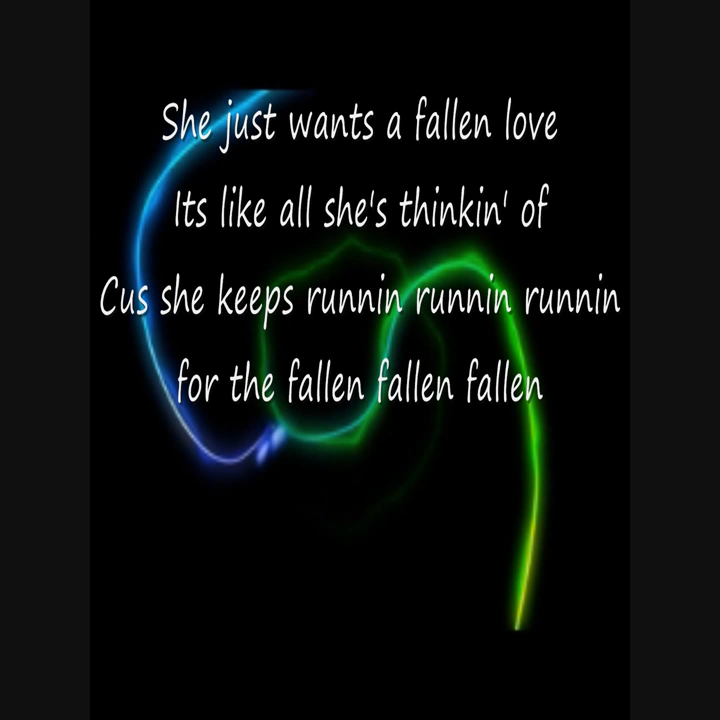 She just wants a fallen love
Its like all she's thinkin' of
Cus she keeps runnin runnin runnin
for the fallen fallen fallen